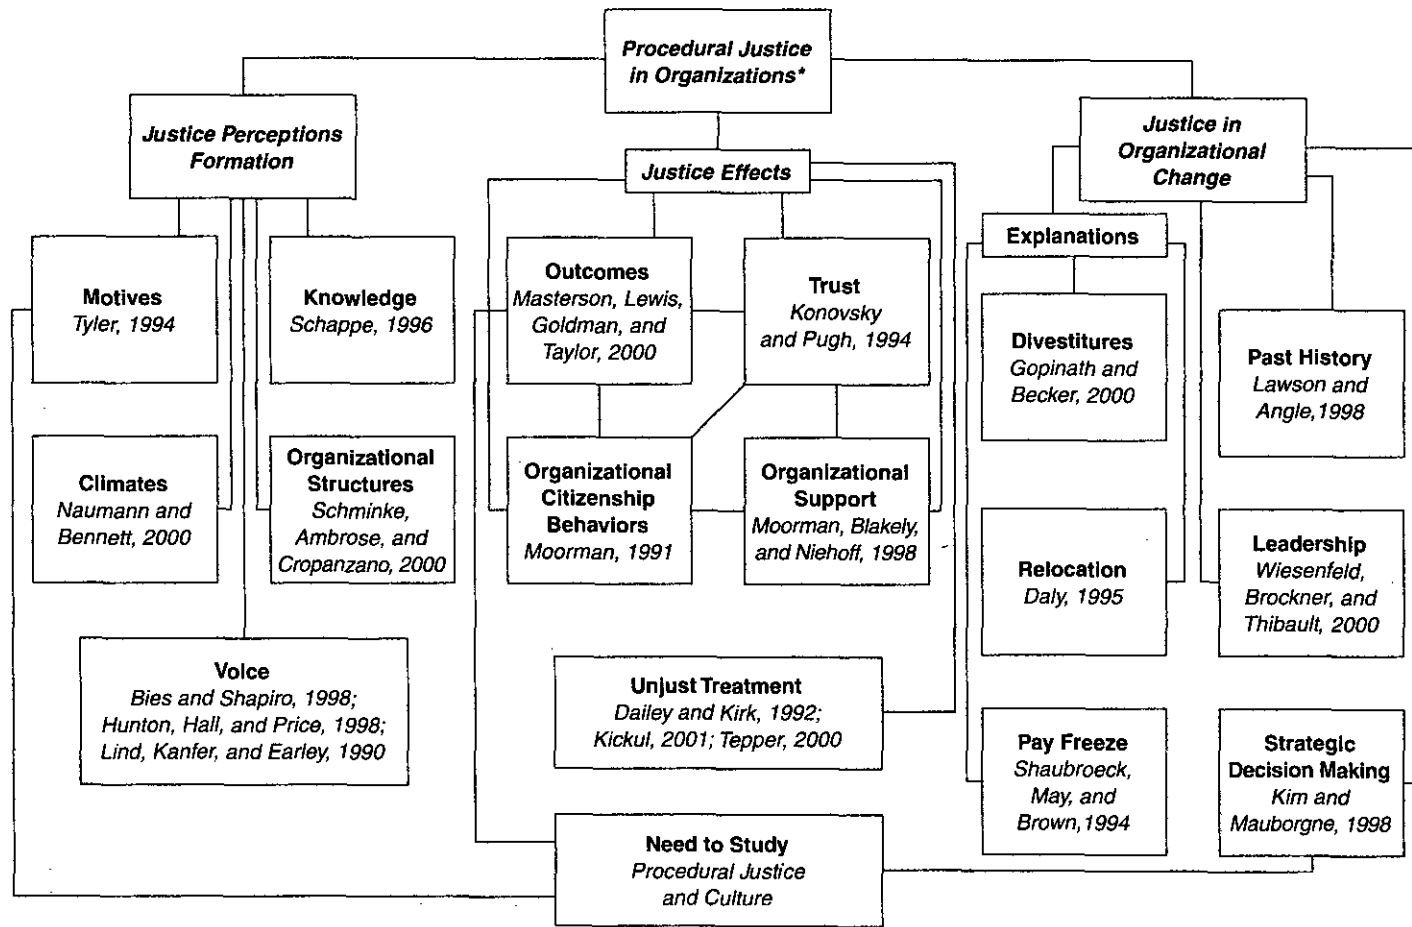 Procedural Justice
in Organizations*
Justice Perceptions
Formation
Justice Effects
Justice in
Organizational
Change
Motives
Tyler, 1994
Knowledge
Schappe, 1996
Climates
Naumann and
Bennett, 2000
Organizational
Structures
Schminke,
Ambrose, and
Cropanzano, 2000
Voice
Bies and Shapiro, 1998;
Hunton, Hall, and Price, 1998;
Lind, Kanfer, and Earley, 1990
Outcomes
Masterson, Lewis,
Goldman, and
Taylor, 2000
Trust
Konovsky
and Pugh, 1994
Organizational
Citizenship
Behaviors
Moorman, 1991
Organizational
Support
Moorman, Blakely,
and Niehoff, 1998
Unjust Treatment
Dailey and Kirk, 1992;
Kickul, 2001; Tepper, 2000
Need to Study
Procedural Justice
and Culture
Explanations
Divestitures
Gopinath and
Becker, 2000
Past History
Lawson and
Angle, 1998
Relocation
Daly, 1995
Leadership
Wiesenfeld,
Brockner, and
Thibault, 2000
Pay Freeze
Shaubroeck,
May, and
Brown, 1994
Strategic
Decision Making
Kim and
Mauborgne, 1998